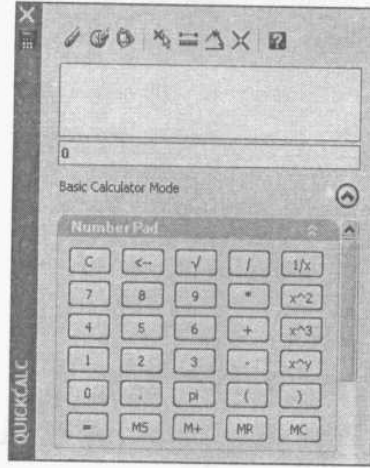 0
Basic Calculator Mode
Number Pad
C <-- √ / 1/x
7 8 9 * x^2
4 5 6 + x^3
1 2 3 - x^y
0 . pi ( )
= MS M+ MR MC
QUICKCALC